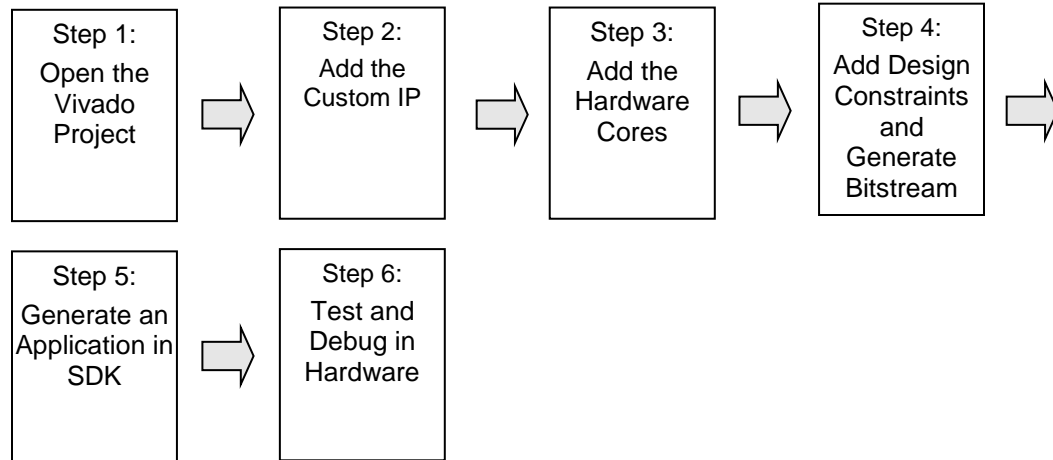 Step 1:
Open the
Vivado
Project
Step 2:
Add the
Custom IP
Step 3:
Add the
Hardware
Cores
Step 4:
Add Design
Constraints
and
Generate
Bitstream
Step 5:
Generate an
Application in
SDK
Step 6:
Test and
Debug in
Hardware